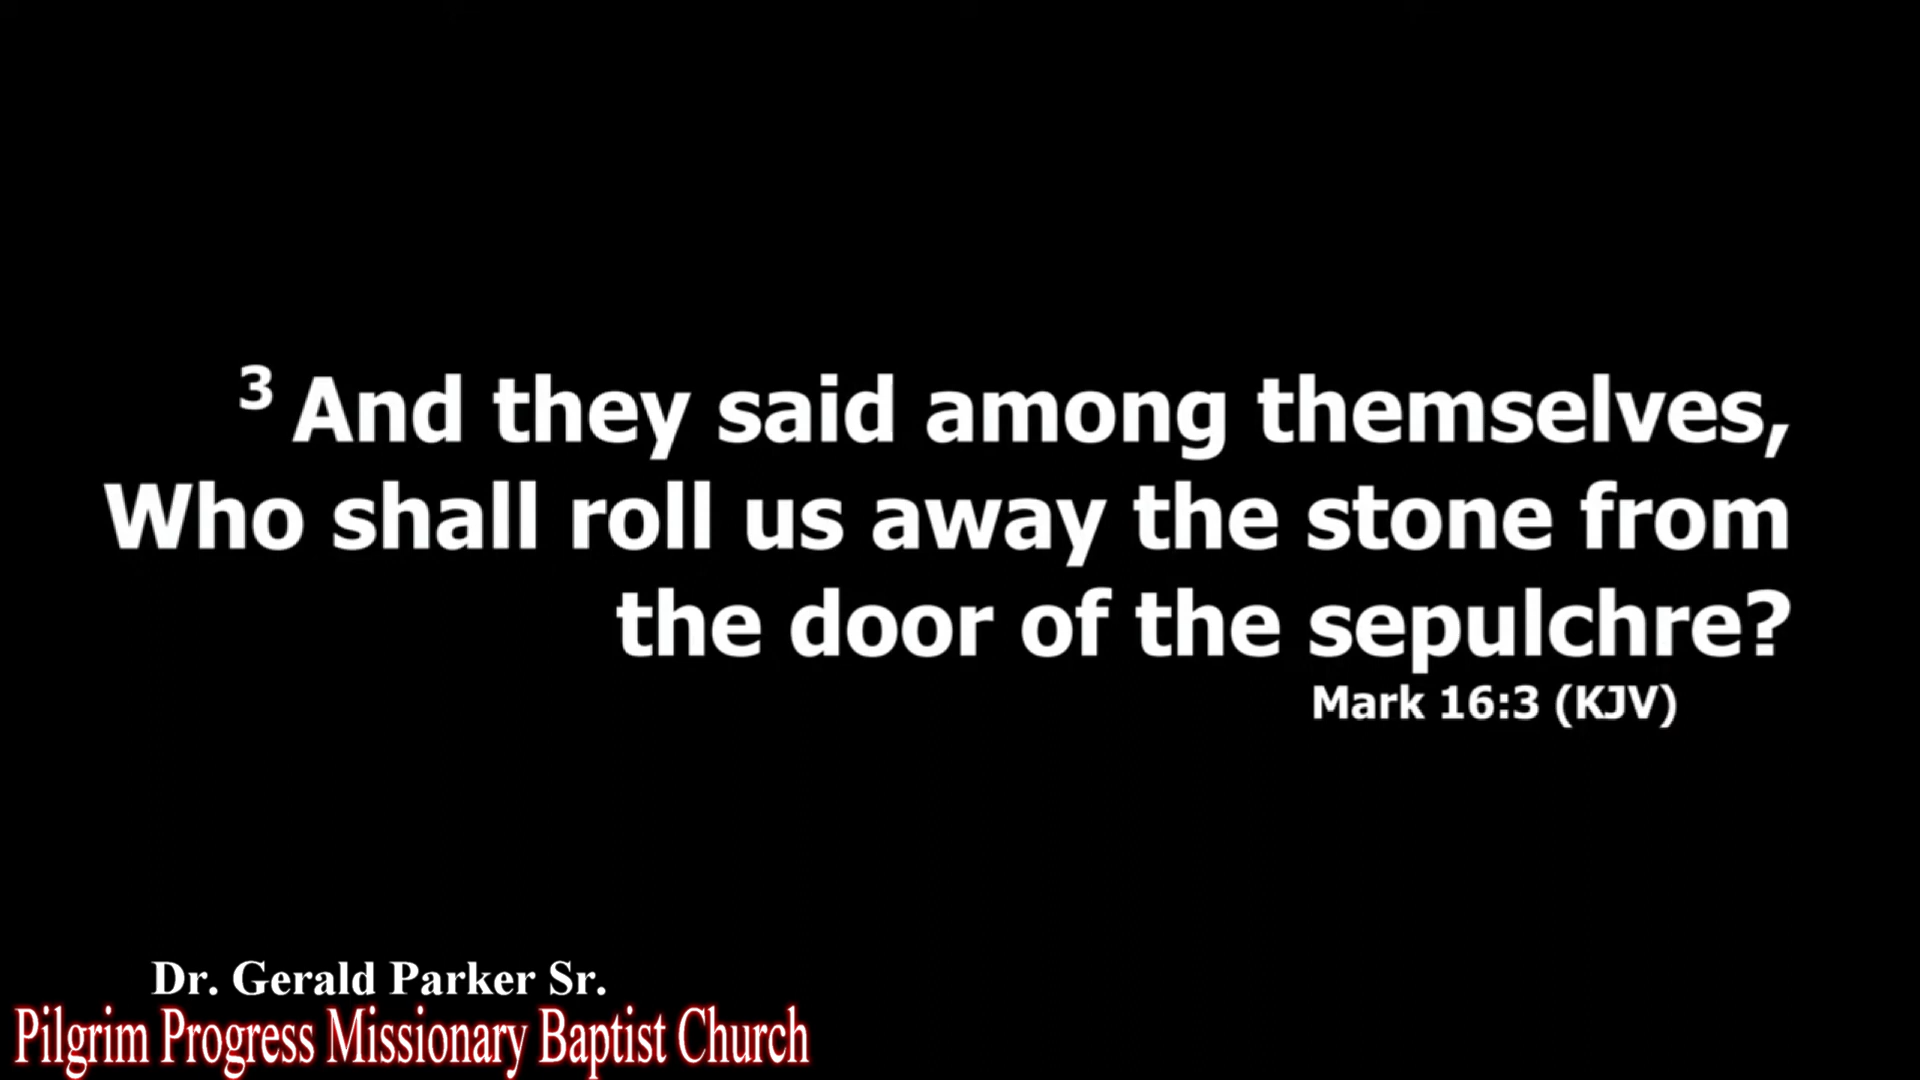 3 And they said among themselves,
Who shall roll us away the stone from
the door of the sepulchre?
Mark 16:3 (KJV)
Dr. Gerald Parker Sr.
Pilgrim Progress Missionary Baptist Church